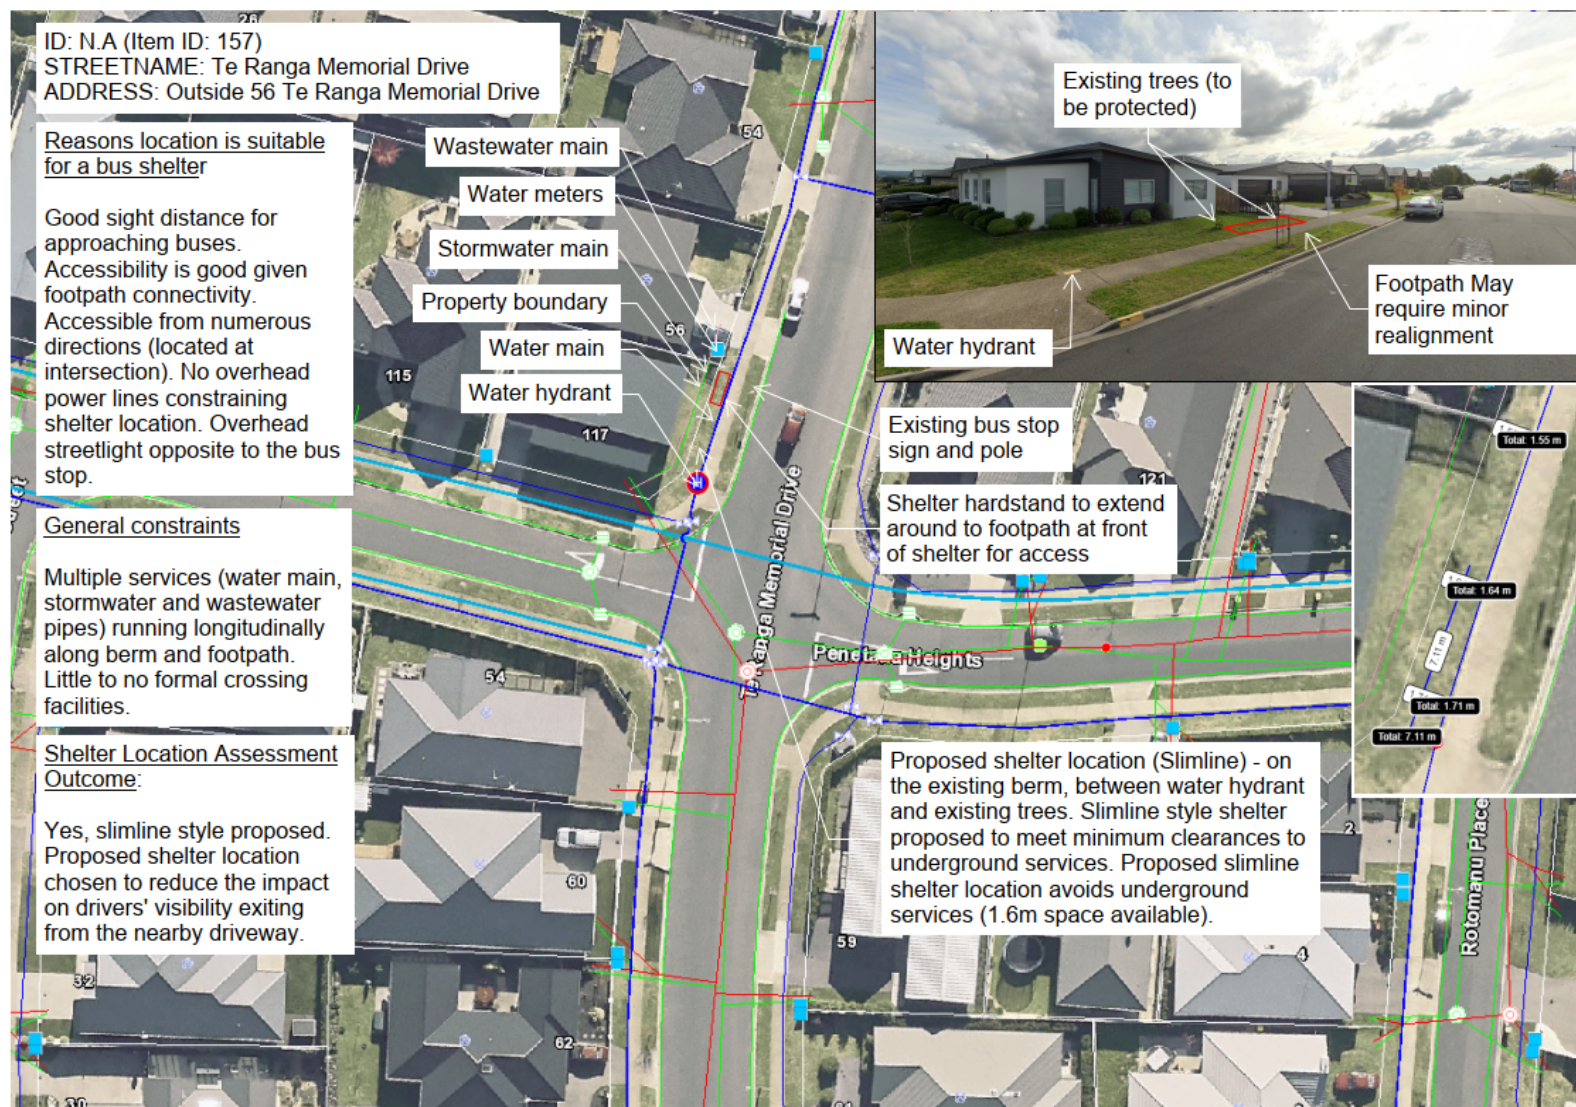 26
ID: N.A (Item ID: 157)
STREETNAME: Te Ranga Memorial Drive
ADDRESS: Outside 56 Te Ranga Memorial Drive
Reasons location is suitable
for a bus shelter
Good sight distance for
approaching buses.
Accessibility is good given
footpath connectivity.
Accessible from numerous
directions (located at
intersection). No overhead
power lines constraining
shelter location. Overhead
streetlight opposite to the bus
stop.
General constraints
Multiple services (water main,
stormwater and wastewater
pipes) running longitudinally
along berm and footpath.
Little to no formal crossing
facilities.
Shelter Location Assessment
Outcome:
Yes, slimline style proposed.
Proposed shelter location
chosen to reduce the impact
on drivers' visibility exiting
from the nearby driveway.
Wastewater main
Water meters
Stormwater main
Property boundary
Water main
Water hydrant
54
56
115
117
121
Existing trees (to
be protected)
Water hydrant
Footpath May
require minor
realignment
Existing bus stop
sign and pole
Shelter hardstand to extend
around to footpath at front
of shelter for access
Total: 1.55 m
Total: 1.64 m
7.11 m
Total: 1.71 m
Total: 7.11 m
Te Ranga Memorial Drive
Penetaka Heights
Proposed shelter location (Slimline) - on
the existing berm, between water hydrant
and existing trees. Slimline style shelter
proposed to meet minimum clearances to
underground services. Proposed slimline
shelter location avoids underground
services (1.6m space available).
54
60
59
2
4
Rotomanu Place
32
62
30
61